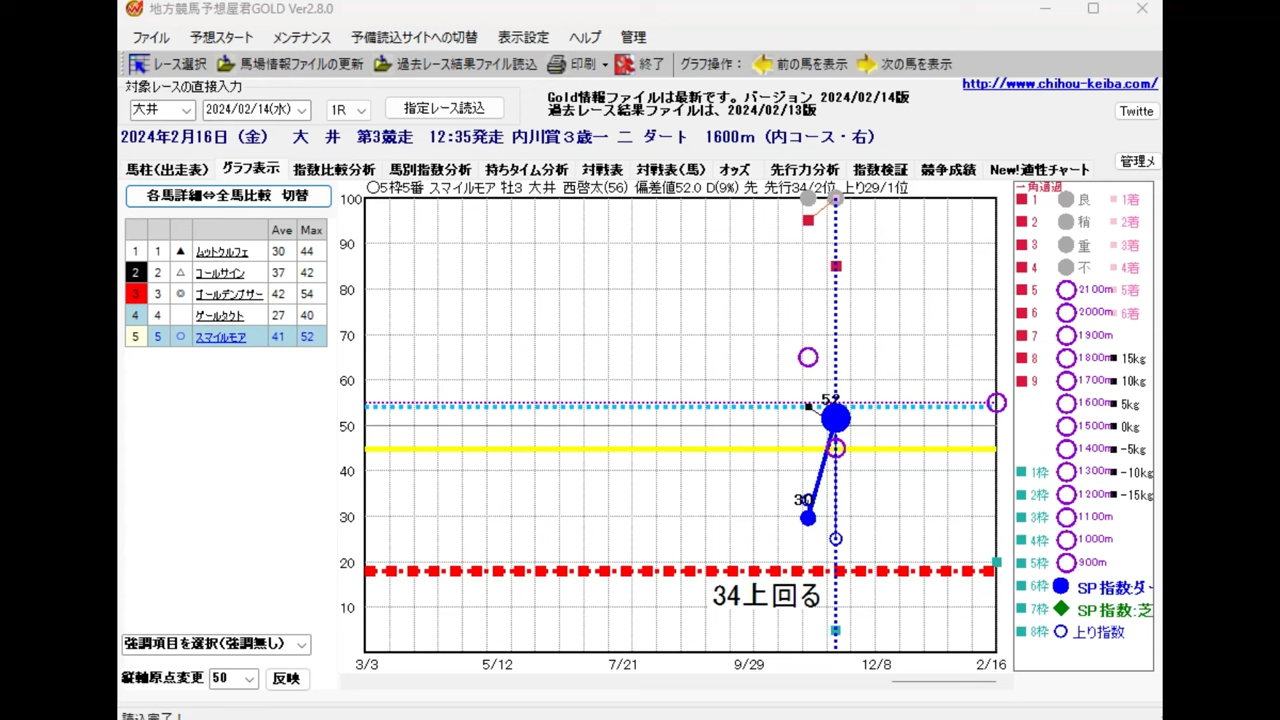 地方競馬予想屋君GOLD Ver2.8.0
ファイル 予想スタート メンテナンス 予備読込サイトへの切替 表示設定 ヘルプ 管理
レース選択 馬場情報ファイルの更新 過去レース結果ファイル読込 印刷 終了 グラフ操作： 前の馬を表示 次の馬を表示
対象レースの直接入力
大井 2024/02/14(水) 1R 指定レース読込
Gold情報ファイルは最新です。バージョン 2024/02/14版
過去レース結果ファイルは、2024/02/13版
http://www.chihou-keiba.com/
Twitte
2024年2月16日（金） 大 井 第3競走 12:35発走 内川賞３歳一 二 ダート 1600m（内コース・右）
管理メ
馬柱(出走表) グラフ表示 指数比較分析 馬別指数分析 持ちタイム分析 対戦表 対戦表(馬) オッズ 先行力分析 指数検証 競争成績 New!適性チャート
各馬詳細⇔全馬比較 切替
○5枠5番 スマイルモア 牡3 大井 西啓太(56) 偏差値52.0 D(9%) 先 先行34/2位 上り29/1位
Ave Max
1 1 ▲ ムットクルフェ 30 44
2 2 △ コールサイン 37 42
3 3 ◎ ゴールデンブザー 42 54
4 4 ゲールタクト 27 40
5 5 ○ スマイルモア 41 52
100
90
80
70
60
50
40
30
20
10
52
30
34上回る
3/3 5/12 7/21 9/29 12/8 2/16
一角通過
1 良 1着
2 稍 2着
3 重 3着
4 不 4着
5 2100m 5着
6 2000m 6着
7 1900m
8 1800m 15kg
9 1700m 10kg
1600m 5kg
1500m 0kg
1400m -5kg
1枠 1300m -10kg
2枠 1200m -15kg
3枠 1100m
4枠 1000m
5枠 900m
6枠 SP指数:ダ
7枠 SP指数:芝
8枠 上り指数
強調項目を選択(強調無し)
縦軸原点変更 50 反映
読込完了！